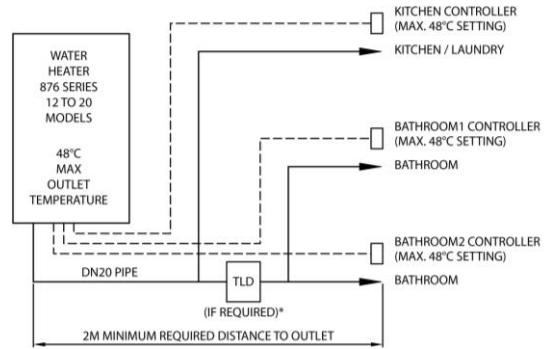 KITCHEN CONTROLLER
(MAX. 48°C SETTING)
KITCHEN / LAUNDRY
WATER
HEATER
876 SERIES
12 TO 20
MODELS
48°C
MAX
OUTLET
TEMPERATURE
BATHROOM1 CONTROLLER
(MAX. 48°C SETTING)
BATHROOM
BATHROOM2 CONTROLLER
(MAX. 48°C SETTING)
BATHROOM
DN20 PIPE
TLD
(IF REQUIRED)*
2M MINIMUM REQUIRED DISTANCE TO OUTLET